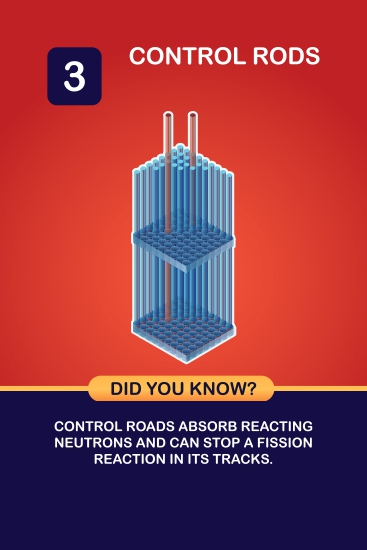 3
CONTROL RODS
DID YOU KNOW?
CONTROL ROADS ABSORB REACTING
NEUTRONS AND CAN STOP A FISSION
REACTION IN ITS TRACKS.